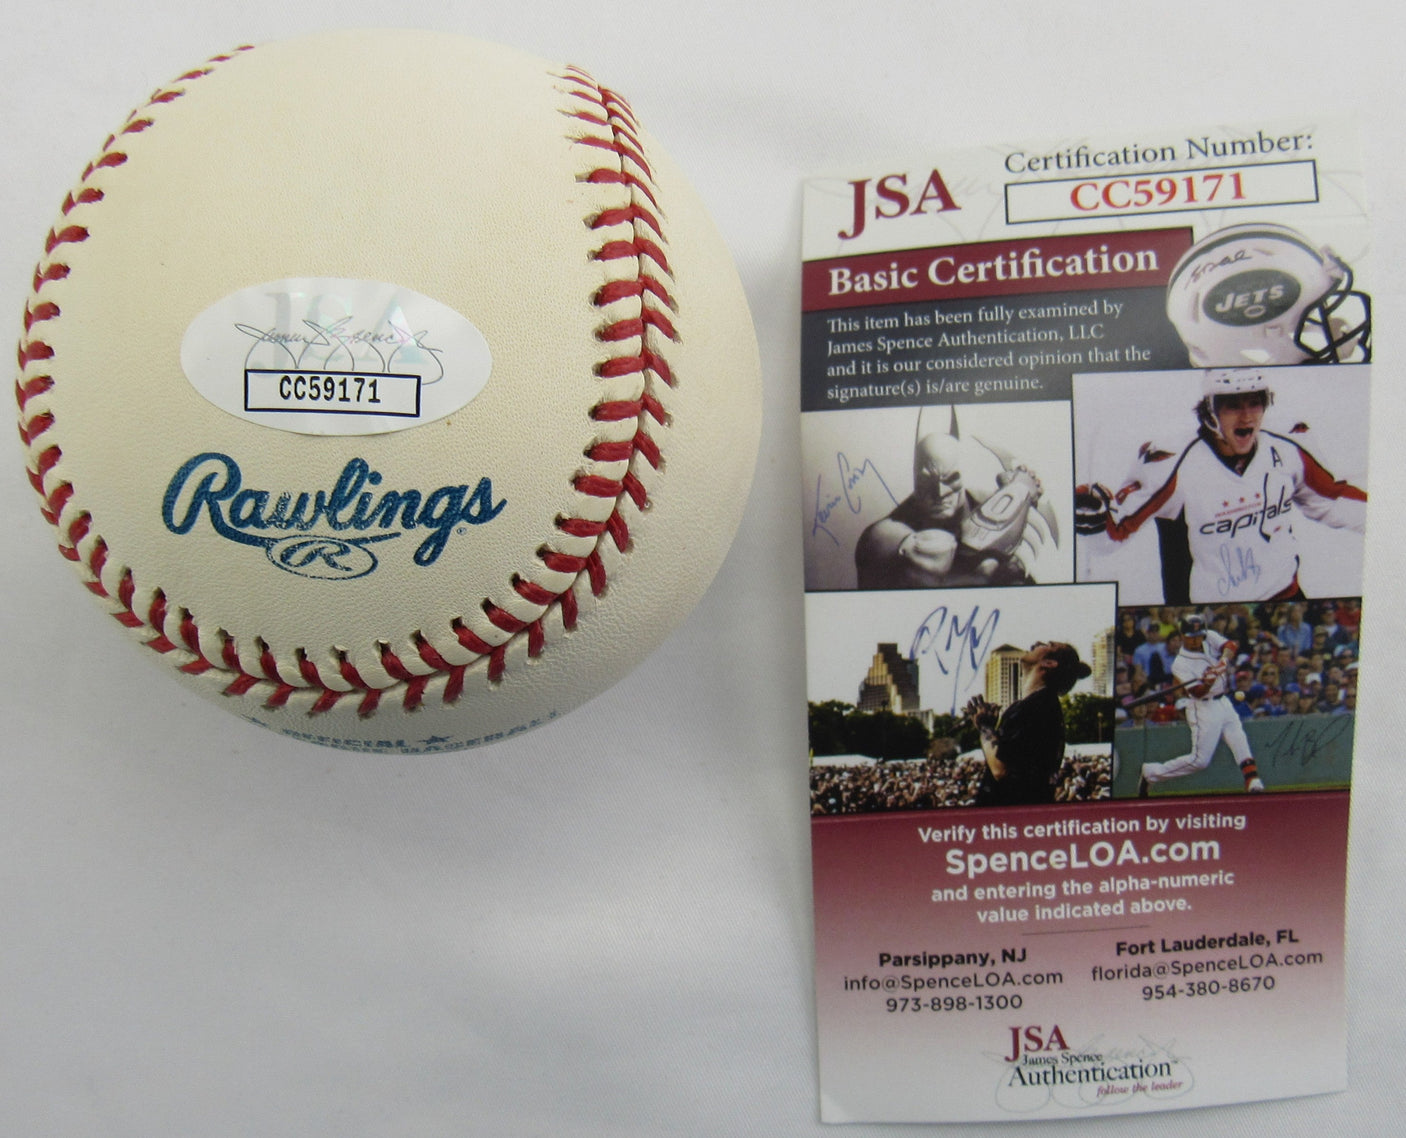 CC59171
Rawlings
R
OFFICIAL
BASEBALL
JSA
Certification Number:
CC59171
Basic Certification
This item has been fully examined by
James Spence Authentication, LLC
and it is our considered opinion that the
signature(s) is/are genuine.
JETS
A
WASHINGTON
capitals
Verify this certification by visiting
SpenceLOA.com
and entering the alpha-numeric
value indicated above.
Parsippany, NJ
info@SpenceLOA.com
973-898-1300
Fort Lauderdale, FL
florida@SpenceLOA.com
954-380-8670
JSA
James Spence
Authentication
follow the leader